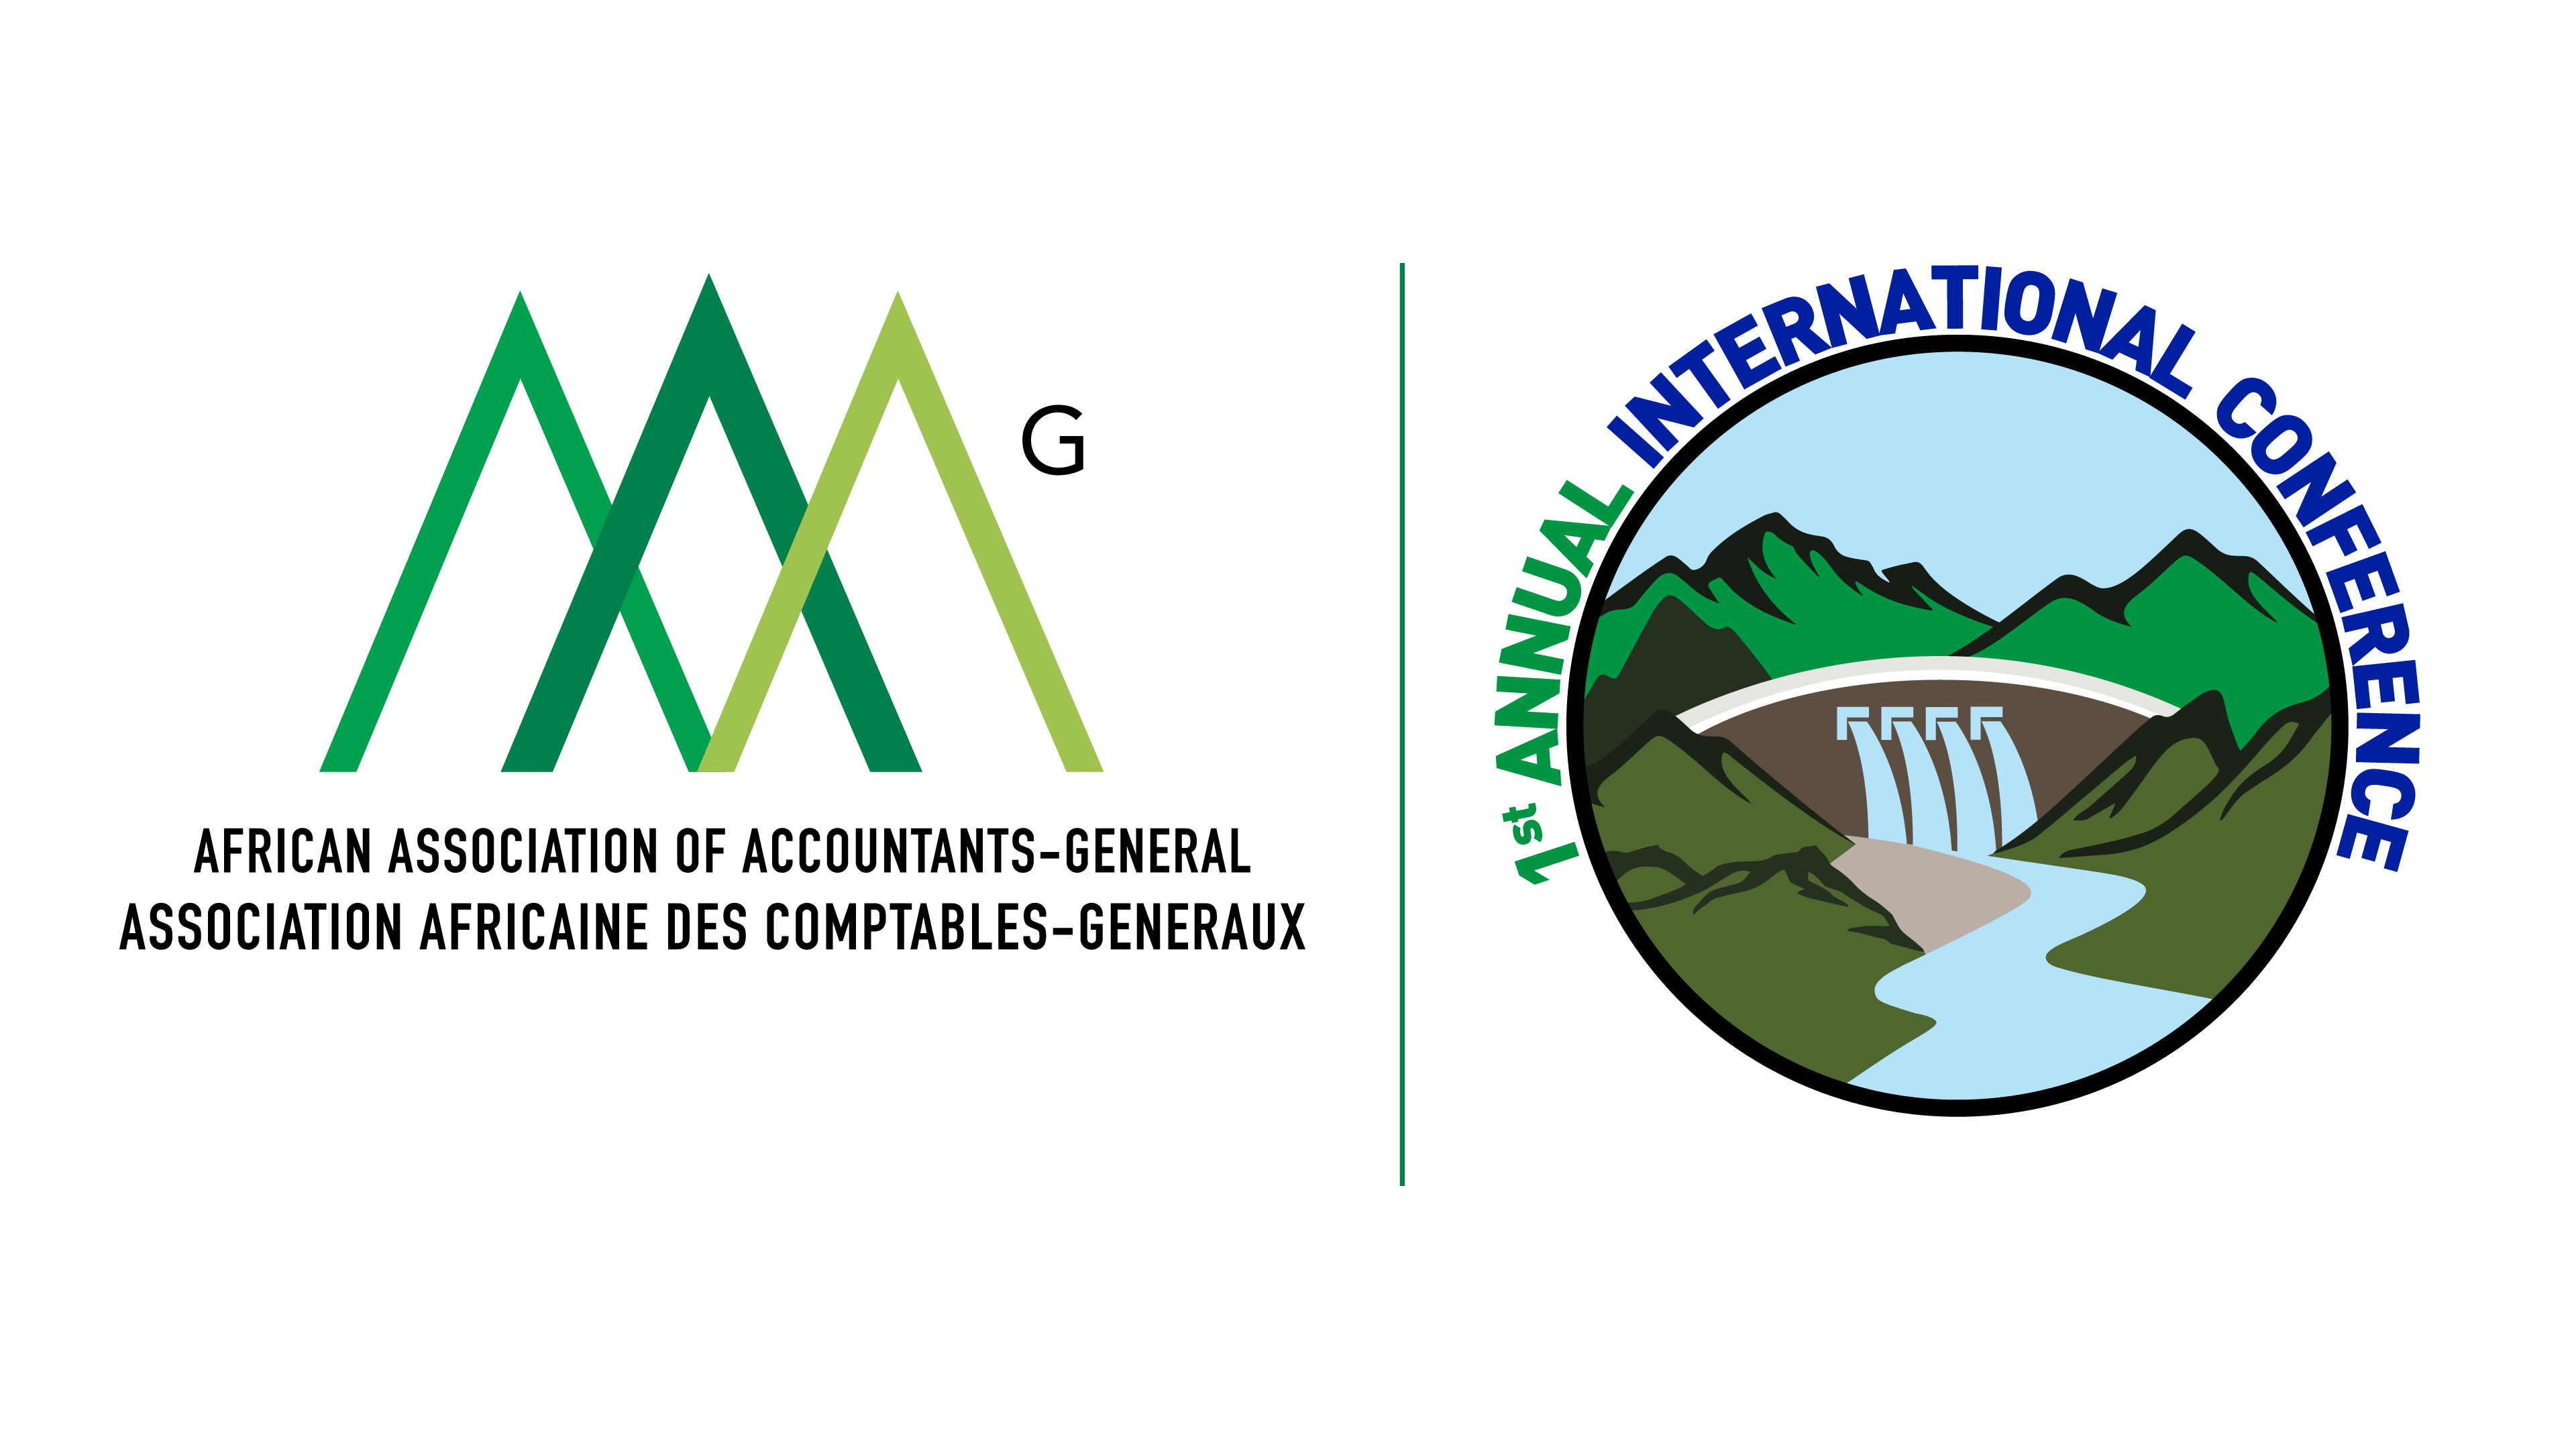 G
AFRICAN ASSOCIATION OF ACCOUNTANTS-GENERAL
ASSOCIATION AFRICAINE DES COMPTABLES-GENERAUX
1st ANNUAL INTERNATIONAL CONFERENCE